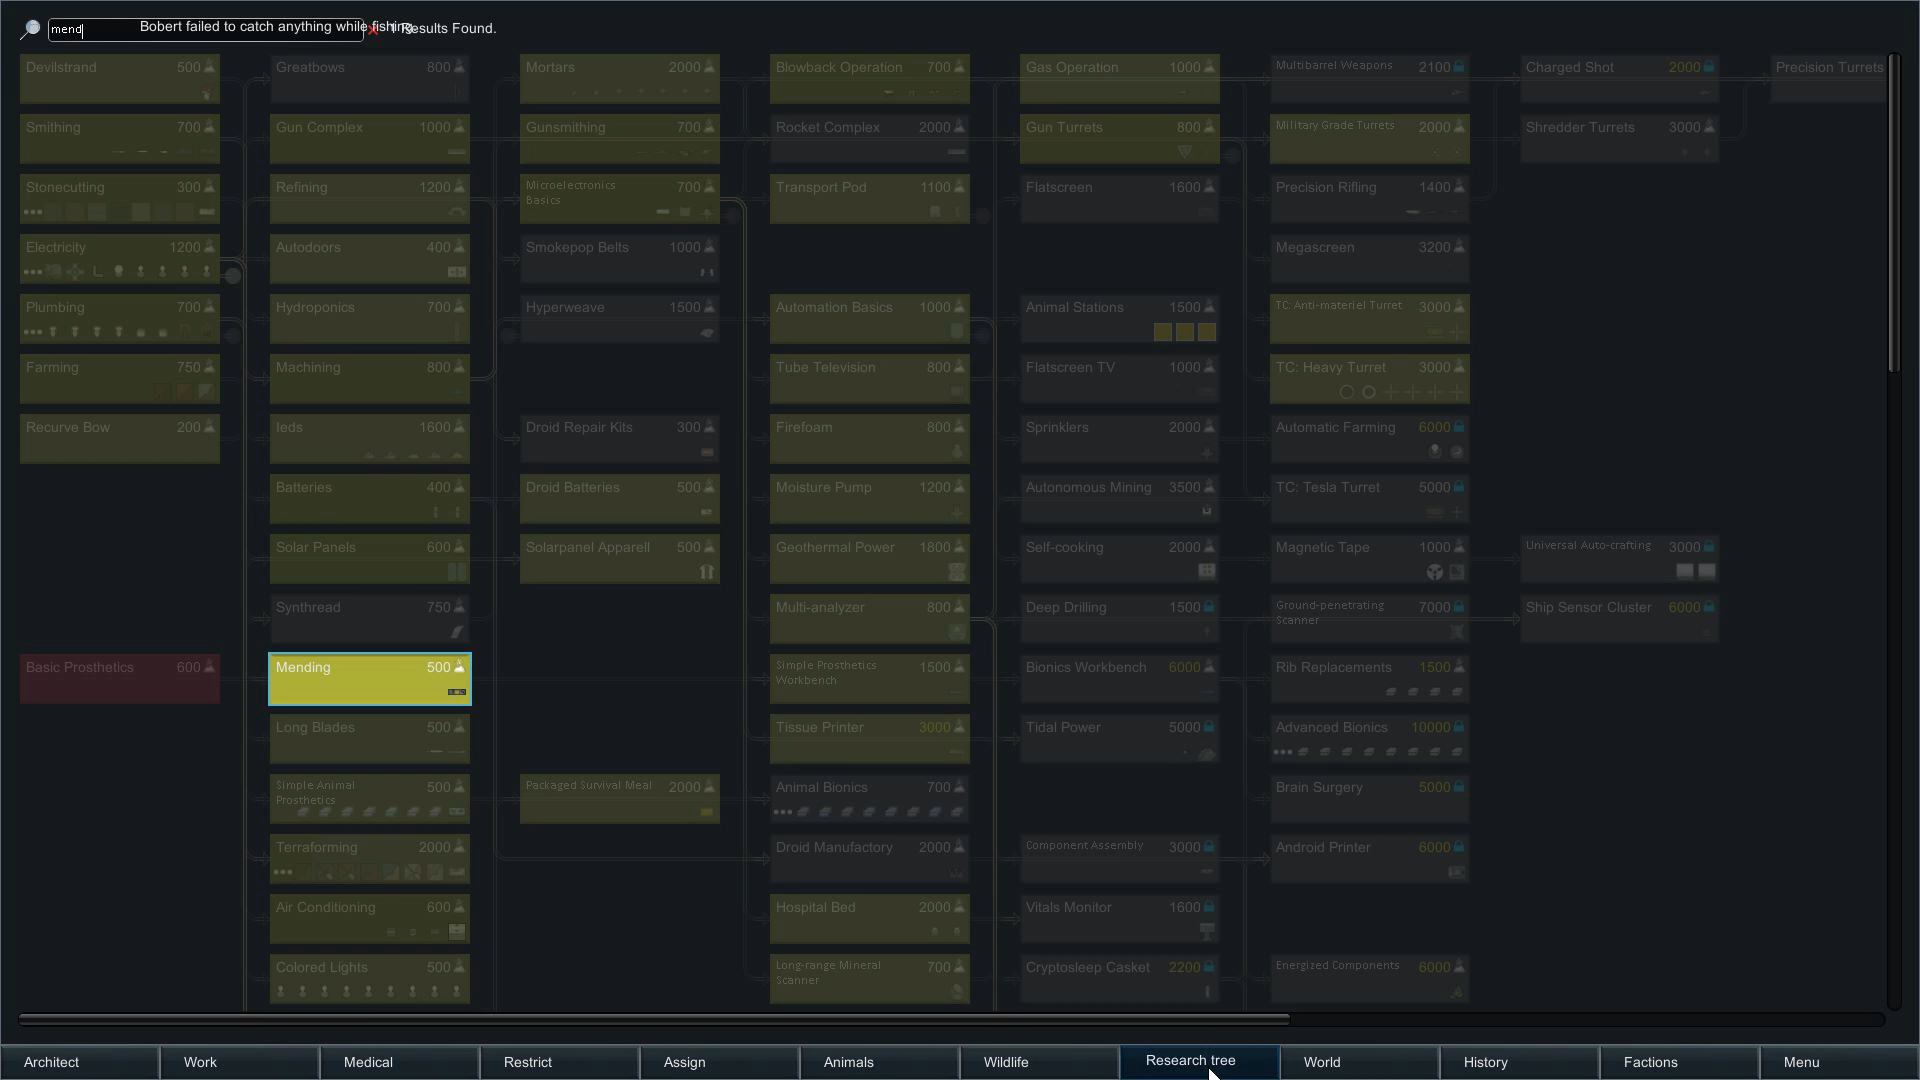 mend
Bobert failed to catch anything while fishing.
1 Results Found.
Devilstrand 500
Greatbows 800
Mortars 2000
Blowback Operation 700
Gas Operation 1000
Multibarrel Weapons 2100
Charged Shot 2000
Precision Turrets
Smithing 700
Gun Complex 1000
Gunsmithing 700
Rocket Complex 2000
Gun Turrets 800
Military Grade Turrets 2000
Shredder Turrets 3000
Stonecutting 300
Refining 1200
Microelectronics
Basics 700
Transport Pod 1100
Flatscreen 1600
Precision Rifling 1400
Electricity 1200
Autodoors 400
Smokepop Belts 1000
Megascreen 3200
Plumbing 700
Hydroponics 700
Hyperweave 1500
Automation Basics 1000
Animal Stations 1500
TC: Anti-materiel Turret 3000
Farming 750
Machining 800
Tube Television 800
Flatscreen TV 1000
TC: Heavy Turret 3000
Recurve Bow 200
Ieds 1600
Droid Repair Kits 300
Firefoam 800
Sprinklers 2000
Automatic Farming 6000
Batteries 400
Droid Batteries 500
Moisture Pump 1200
Autonomous Mining 3500
TC: Tesla Turret 5000
Solar Panels 600
Solarpanel Apparell 500
Geothermal Power 1800
Self-cooking 2000
Magnetic Tape 1000
Universal Auto-crafting 3000
Synthread 750
Multi-analyzer 800
Deep Drilling 1500
Ground-penetrating
Scanner 7000
Ship Sensor Cluster 6000
Basic Prosthetics 600
Mending 500
Simple Prosthetics
Workbench 1500
Bionics Workbench 6000
Rib Replacements 1500
Long Blades 500
Tissue Printer 3000
Tidal Power 5000
Advanced Bionics 10000
Simple Animal
Prosthetics 500
Packaged Survival Meal 2000
Animal Bionics 700
Brain Surgery 5000
Terraforming 2000
Droid Manufactory 2000
Component Assembly 3000
Android Printer 6000
Air Conditioning 600
Hospital Bed 2000
Vitals Monitor 1600
Colored Lights 500
Long-range Mineral
Scanner 700
Cryptosleep Casket 2200
Energized Components 6000
Architect
Work
Medical
Restrict
Assign
Animals
Wildlife
Research tree
World
History
Factions
Menu